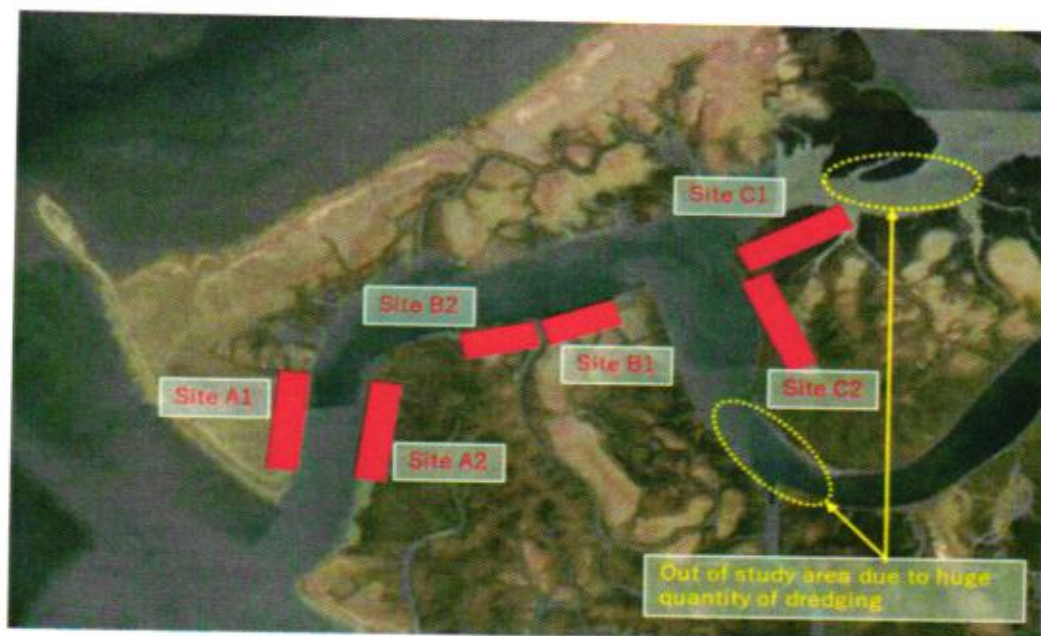 Site C1
Site B2
Site B1
Site A1
Site C2
Site A2
Out of study area due to huge
quantity of dredging